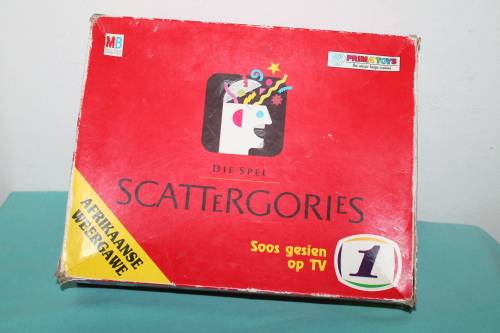 MB
PRIMA TOYS
DIE SPEL
SCATTERGORIES
AFRIKAANSE
WEERGAWE
Soos gesien
op TV
1